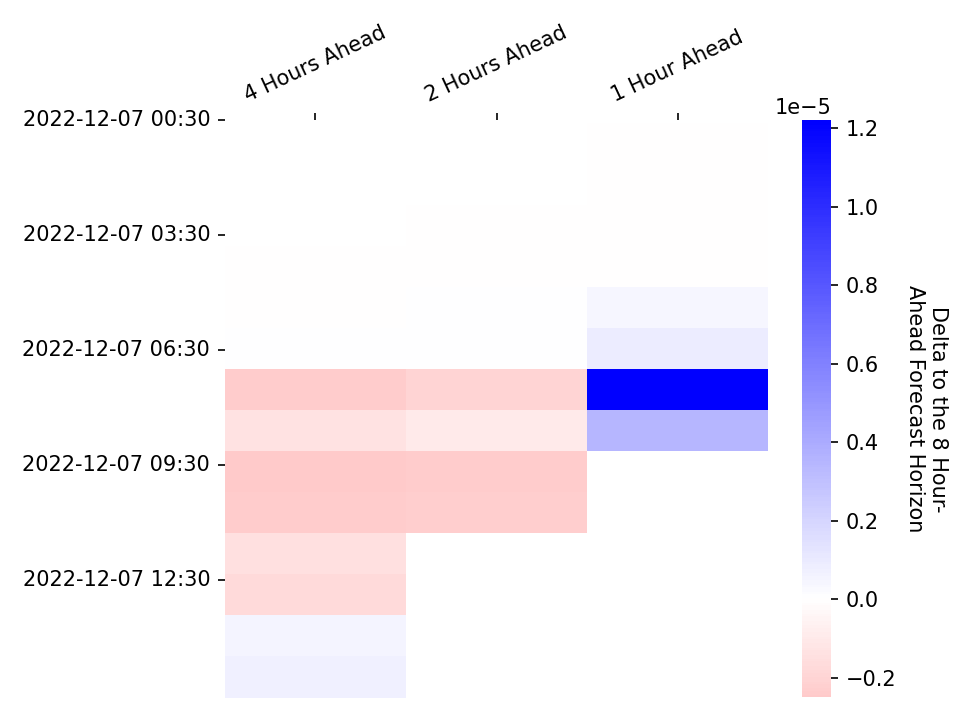 4 Hours Ahead
2 Hours Ahead
1 Hour Ahead
2022-12-07 00:30
2022-12-07 03:30
2022-12-07 06:30
2022-12-07 09:30
2022-12-07 12:30
1e−5
1.2
1.0
0.8
0.6
0.4
0.2
0.0
−0.2
Delta to the 8 Hour-
Ahead Forecast Horizon